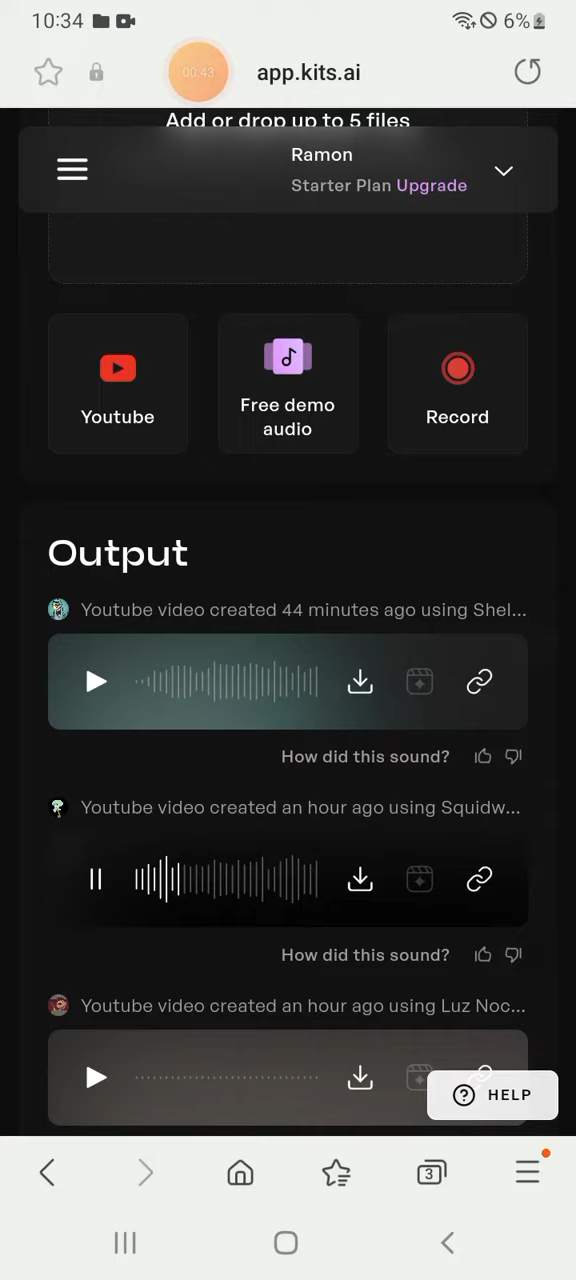 10:34
6%
00:43
app.kits.ai
Add or drop up to 5 files
Ramon
Starter Plan Upgrade
Youtube
Free demo
audio
Record
Output
Youtube video created 44 minutes ago using Shel...
How did this sound?
Youtube video created an hour ago using Squidw...
How did this sound?
Youtube video created an hour ago using Luz Noc...
HELP
3